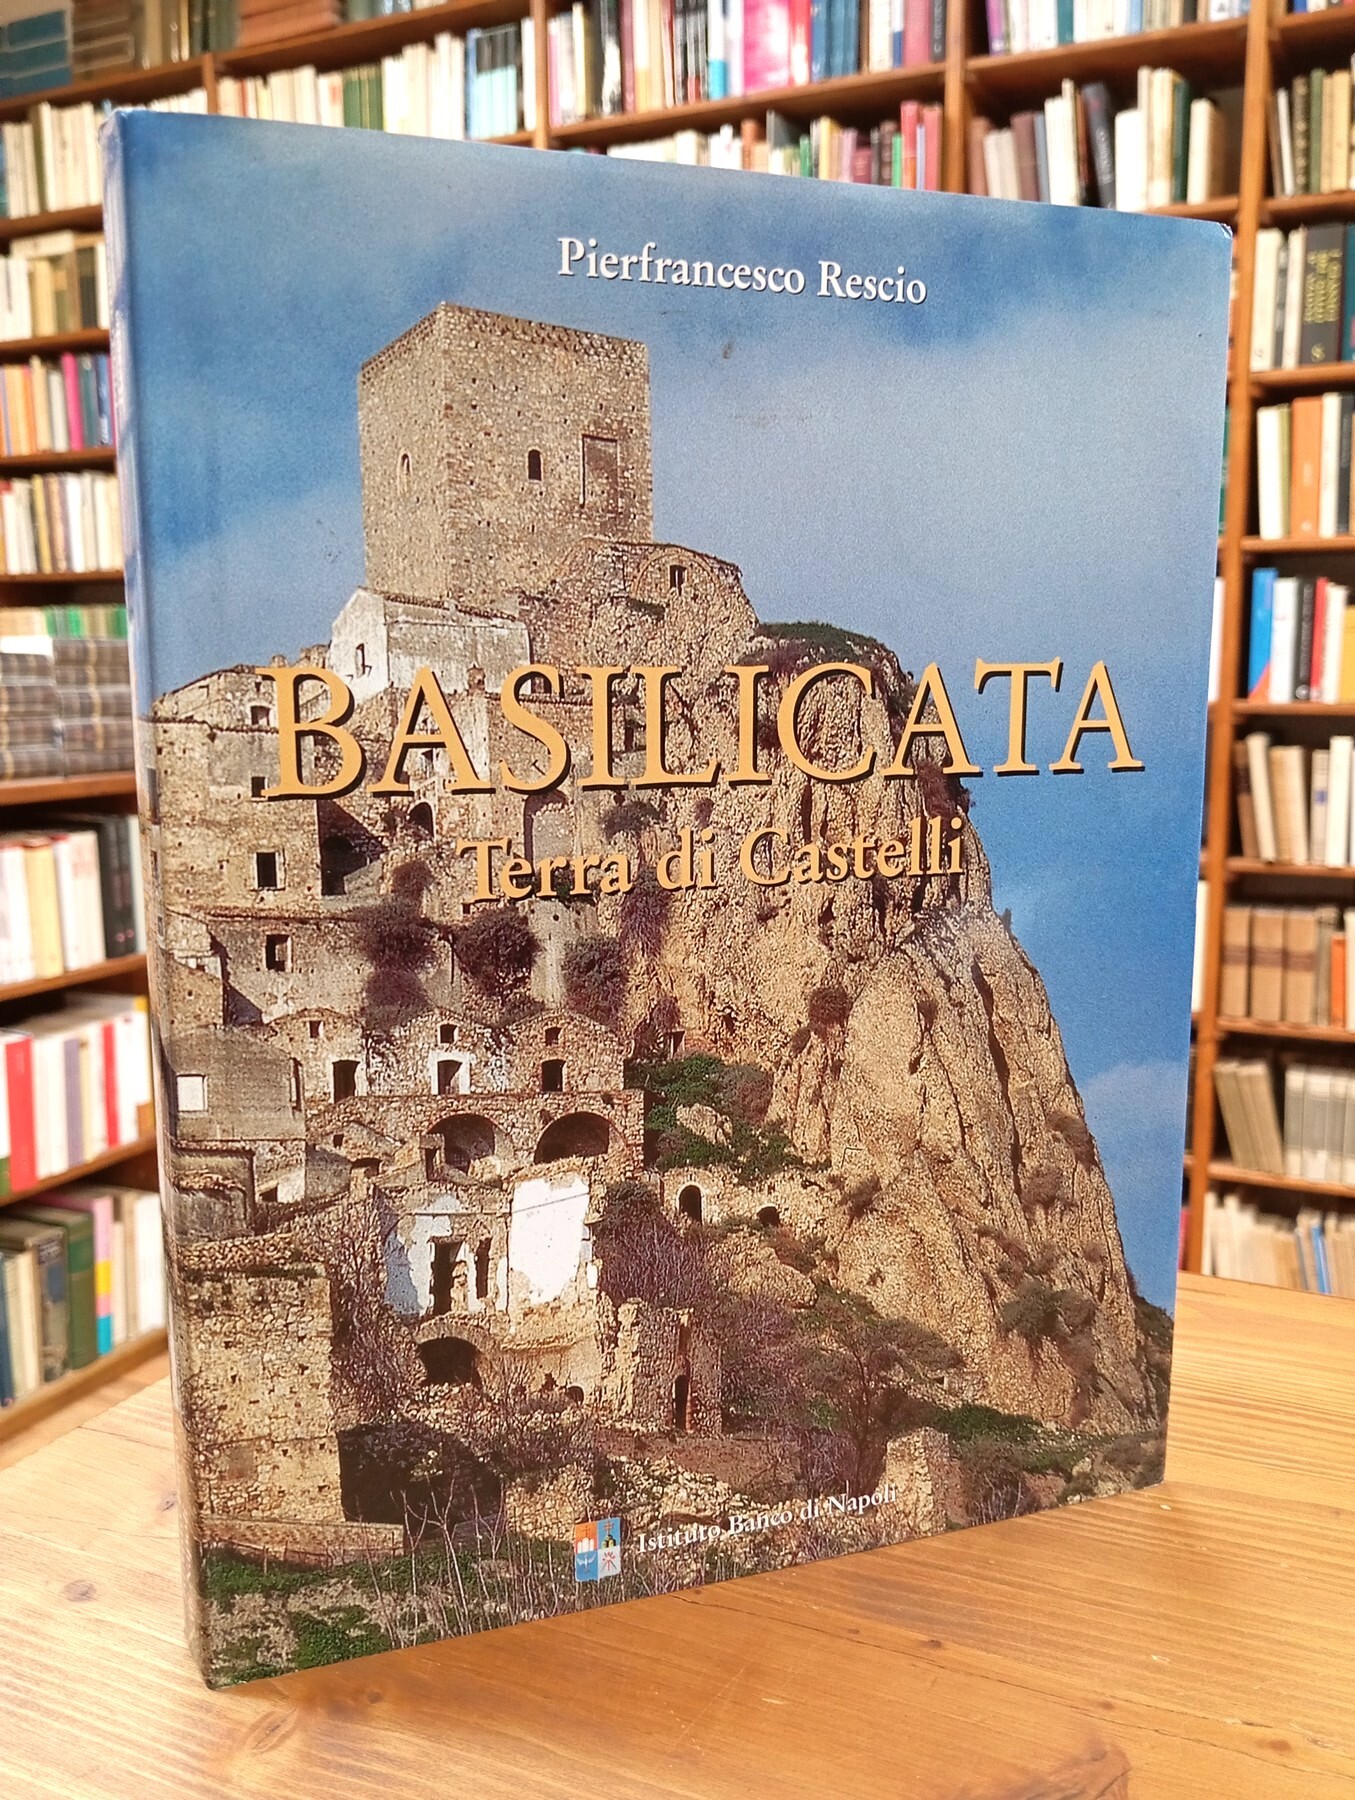 Pierfrancesco Rescio
BASILICATA
Terra di Castelli
Istituto Banco di Napoli